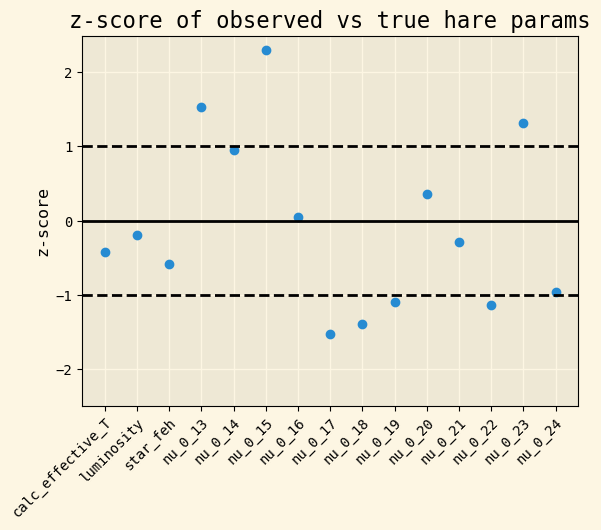 z-score of observed vs true hare params
z-score
2
1
0
−1
−2
calc_effective_T
luminosity
star_feh
nu_0_13
nu_0_14
nu_0_15
nu_0_16
nu_0_17
nu_0_18
nu_0_19
nu_0_20
nu_0_21
nu_0_22
nu_0_23
nu_0_24